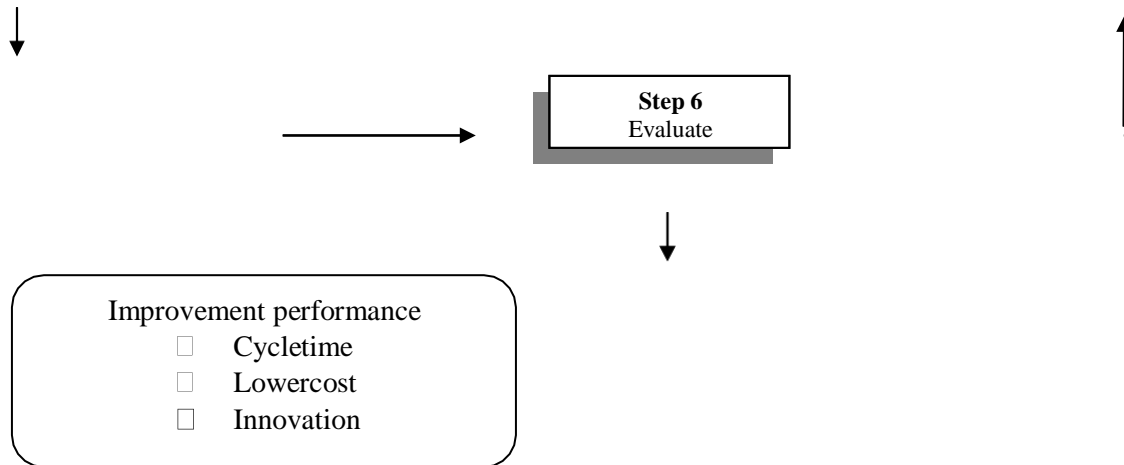 Step 6
Evaluate
Improvement performance
Cycletime
Lowercost
Innovation